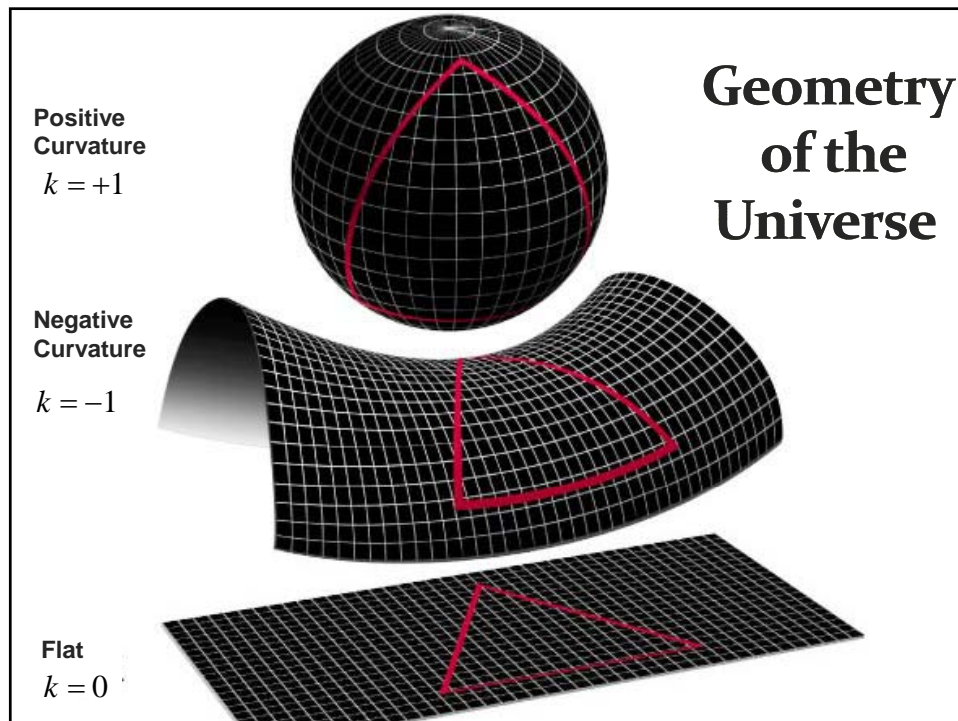 Geometry
of the
Universe
Positive
Curvature
k = +1
Negative
Curvature
k = −1
Flat
k = 0